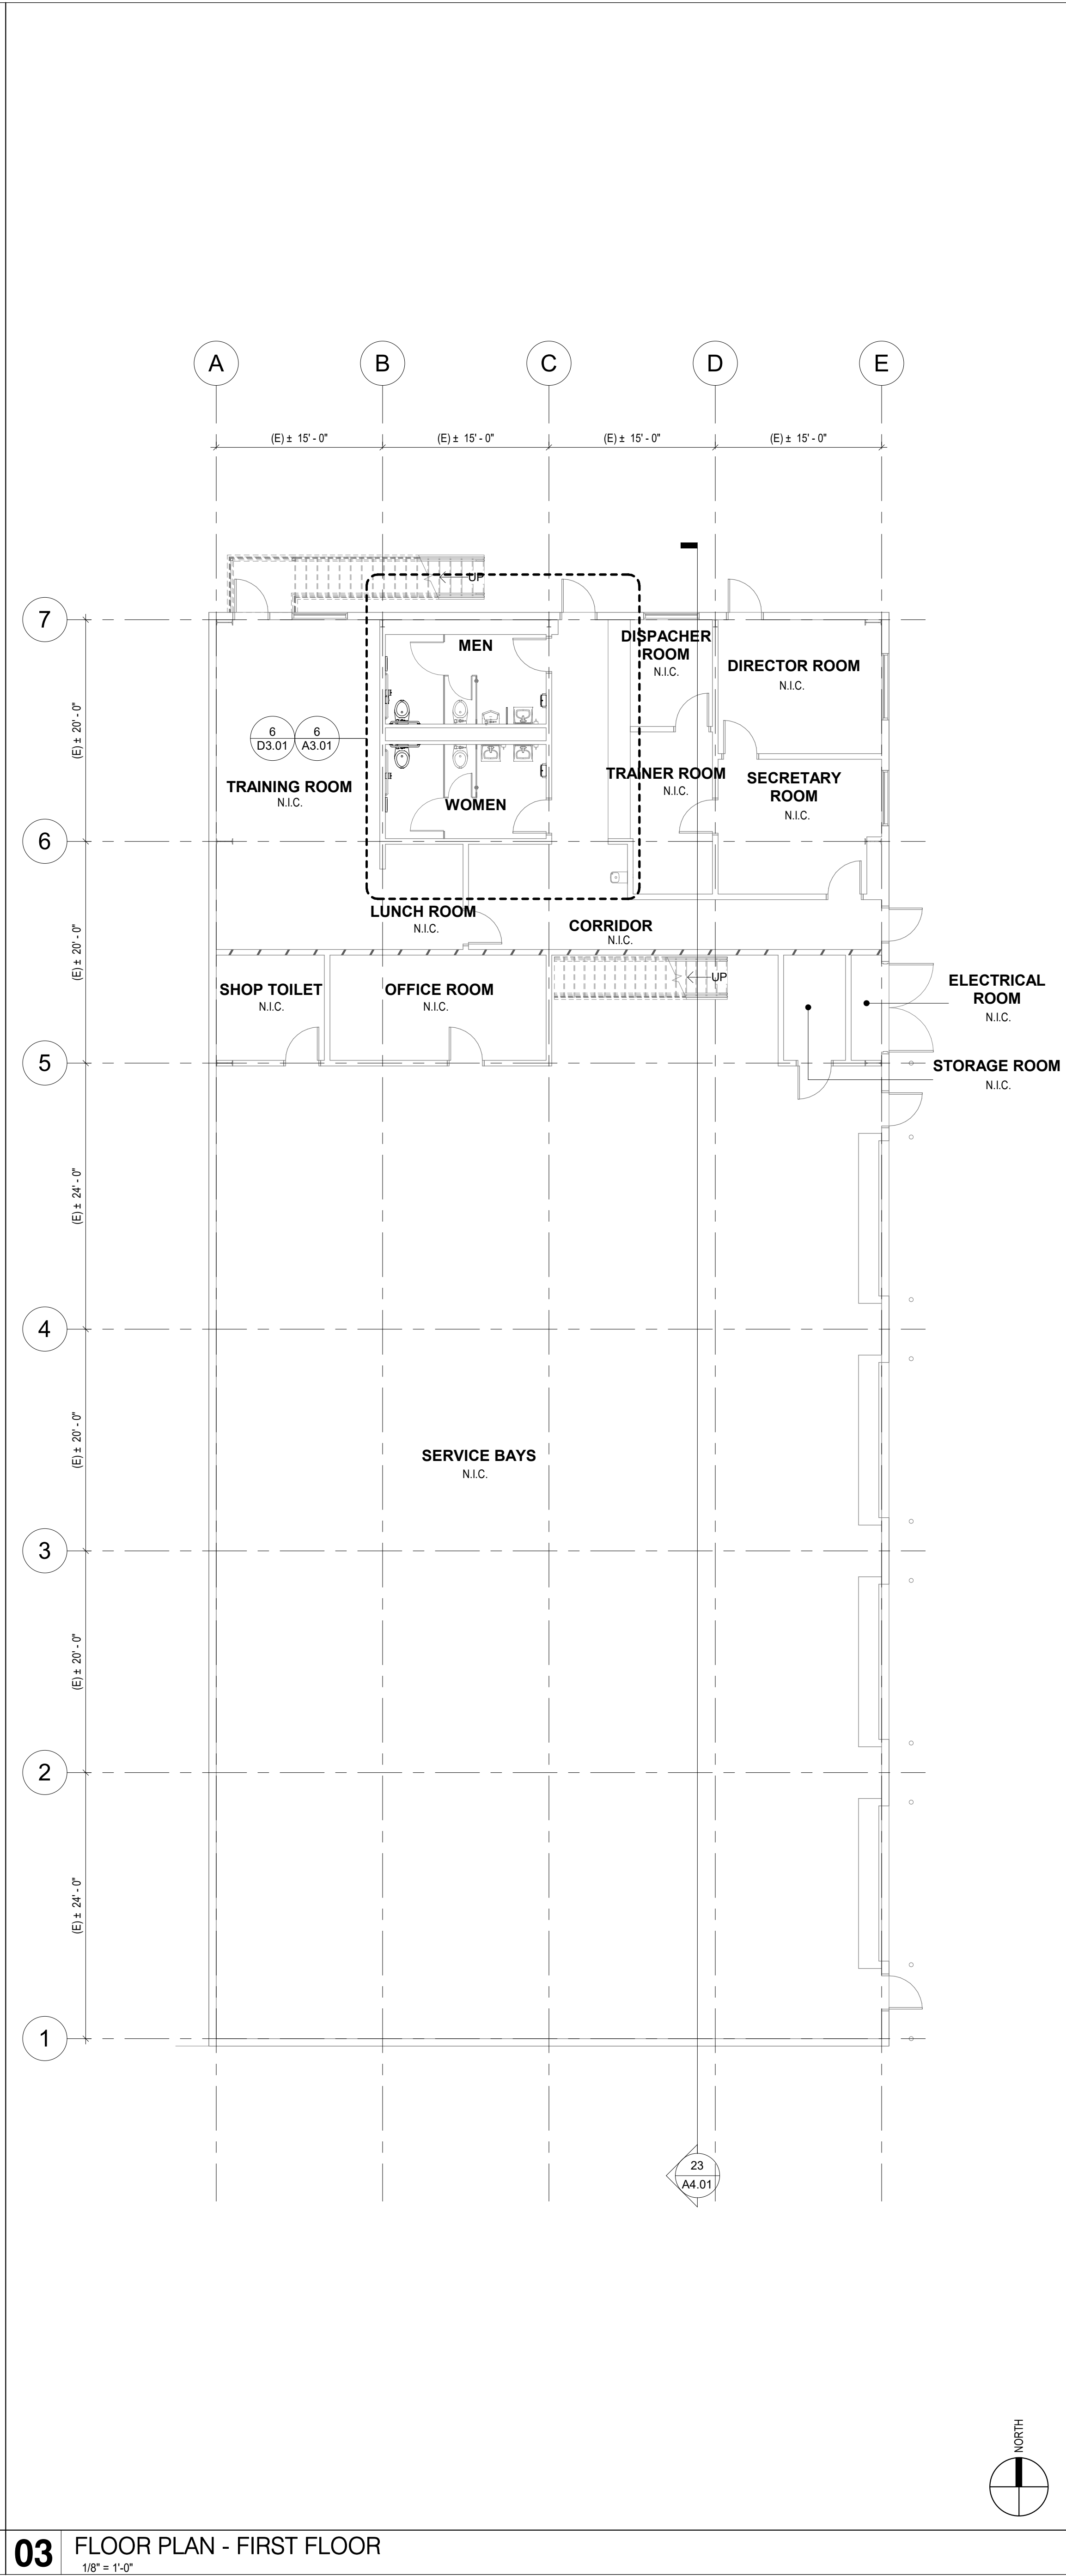 A B C D E
(E) ± 15' - 0" (E) ± 15' - 0" (E) ± 15' - 0" (E) ± 15' - 0"
UP
7
MEN
DISPACHER
ROOM
N.I.C.
DIRECTOR ROOM
N.I.C.
(E) ± 20' - 0"
6
D3.01
6
A3.01
TRAINING ROOM
N.I.C.
TRAINER ROOM
N.I.C.
SECRETARY
ROOM
N.I.C.
WOMEN
6
LUNCH ROOM
N.I.C.
CORRIDOR
N.I.C.
(E) ± 20' - 0"
UP
SHOP TOILET
N.I.C.
OFFICE ROOM
N.I.C.
ELECTRICAL
ROOM
N.I.C.
5
STORAGE ROOM
N.I.C.
(E) ± 24' - 0"
4
(E) ± 20' - 0"
SERVICE BAYS
N.I.C.
3
(E) ± 20' - 0"
2
(E) ± 24' - 0"
1
23
A4.01
NORTH
03 FLOOR PLAN - FIRST FLOOR
1/8" = 1'-0"